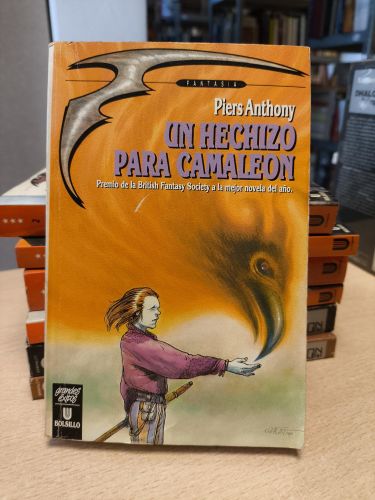 FANTASIA
Piers Anthony
UN HECHIZO
PARA CAMALEON
Premio de la British Fantasy Society a la mejor novela del año.
grandes
éxitos
BOLSILLO